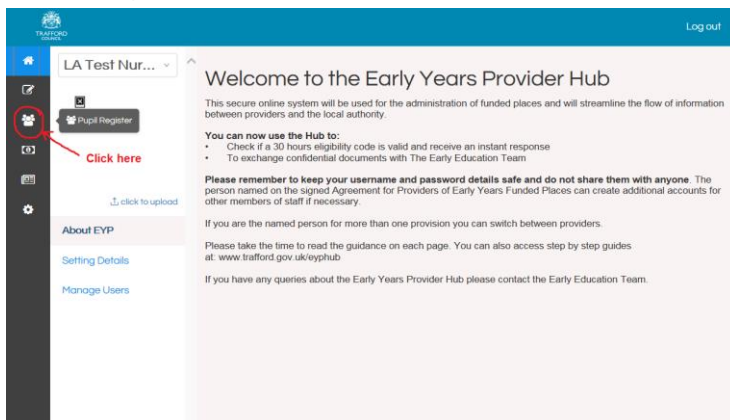 TRAFFORD
COUNCIL
Log out
LA Test Nur...
Pupil Register
Click here
click to upload
About EYP
Setting Details
Manage Users
Welcome to the Early Years Provider Hub
This secure online system will be used for the administration of funded places and will streamline the flow of information
between providers and the local authority.
You can now use the Hub to:
• Check if a 30 hours eligibility code is valid and receive an instant response
• To exchange confidential documents with The Early Education Team
Please remember to keep your username and password details safe and do not share them with anyone. The
person named on the signed Agreement for Providers of Early Years Funded Places can create additional accounts for
other members of staff if necessary.
If you are the named person for more than one provision you can switch between providers.
Please take the time to read the guidance on each page. You can also access step by step guides
at: www.trafford.gov.uk/eyphub
If you have any queries about the Early Years Provider Hub please contact the Early Education Team.